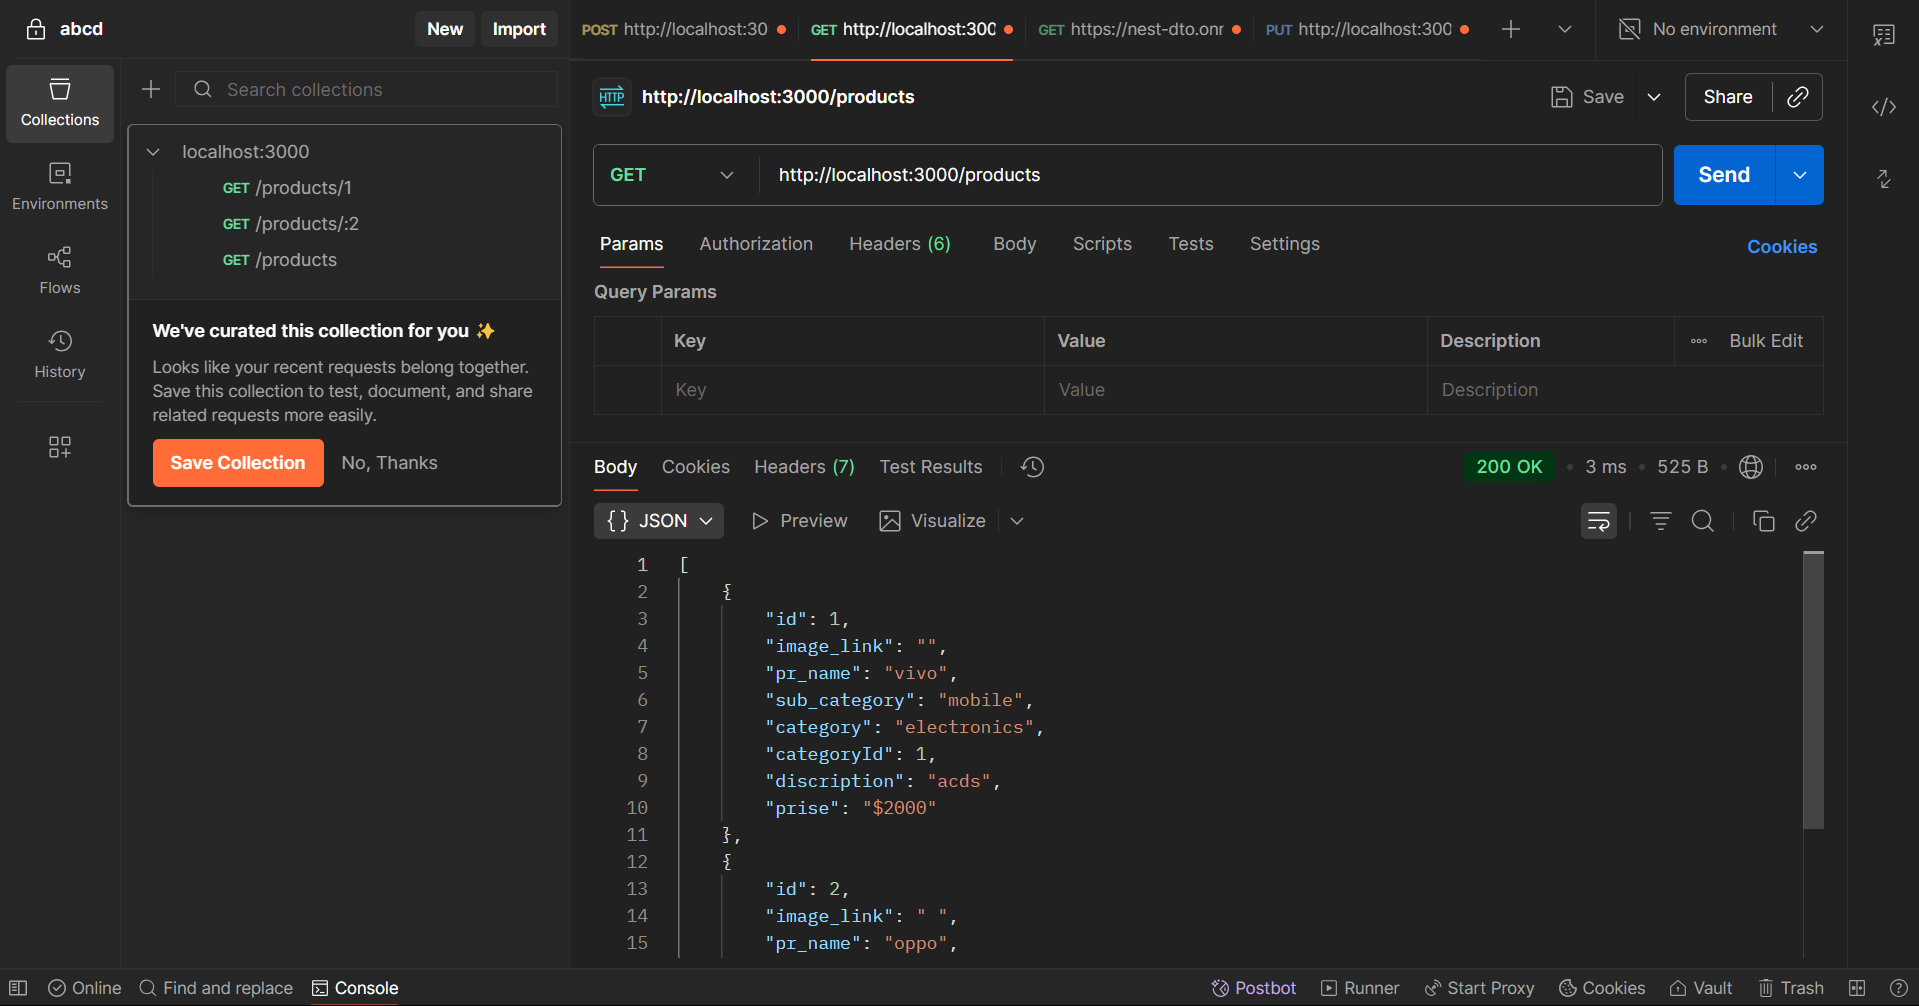 abcd New Import POST http://localhost:30 GET http://localhost:300 GET https://nest-dto.onr PUT http://localhost:300 No environment
Collections
Environments
Flows
History
Search collections
localhost:3000
GET /products/1
GET /products/:2
GET /products
We've curated this collection for you ✨
Looks like your recent requests belong together.
Save this collection to test, document, and share
related requests more easily.
Save Collection No, Thanks
HTTP http://localhost:3000/products Save Share
GET http://localhost:3000/products Send
Params Authorization Headers (6) Body Scripts Tests Settings Cookies
Query Params
Key Value Description Bulk Edit
Key Value Description
Body Cookies Headers (7) Test Results 200 OK • 3 ms • 525 B •
{} JSON Preview Visualize
1 [
2 {
3 "id": 1,
4 "image_link": "",
5 "pr_name": "vivo",
6 "sub_category": "mobile",
7 "category": "electronics",
8 "categoryId": 1,
9 "discription": "acds",
10 "prise": "$2000"
11 },
12 {
13 "id": 2,
14 "image_link": " ",
15 "pr_name": "oppo",
Online Find and replace Console Postbot Runner Start Proxy Cookies Vault Trash